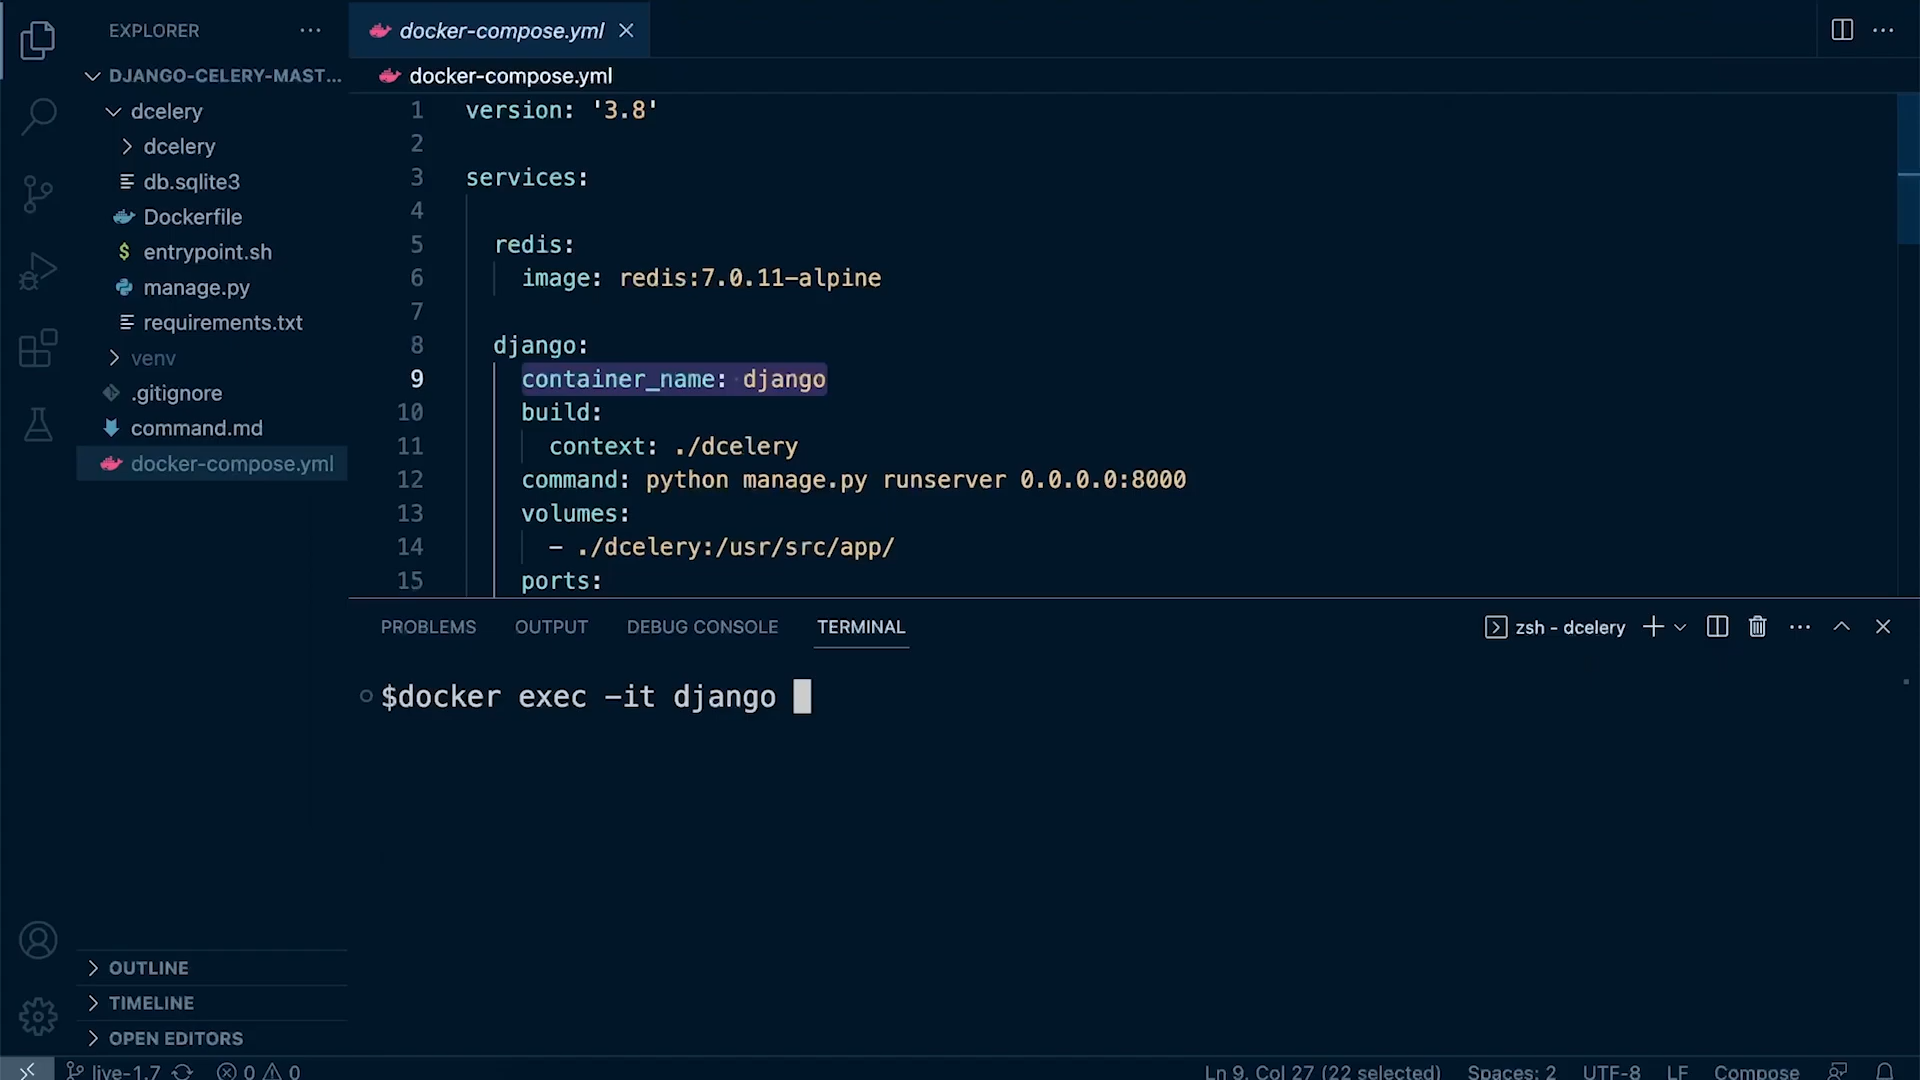 EXPLORER
DJANGO-CELERY-MAST...
dcelery
dcelery
db.sqlite3
Dockerfile
$ entrypoint.sh
manage.py
requirements.txt
venv
.gitignore
command.md
docker-compose.yml
OUTLINE
TIMELINE
OPEN EDITORS
docker-compose.yml
docker-compose.yml
1 version: '3.8'
2
3 services:
4
5 redis:
6 image: redis:7.0.11-alpine
7
8 django:
9 container_name: django
10 build:
11 context: ./dcelery
12 command: python manage.py runserver 0.0.0.0:8000
13 volumes:
14 - ./dcelery:/usr/src/app/
15 ports:
PROBLEMS OUTPUT DEBUG CONSOLE TERMINAL
zsh - dcelery
$docker exec -it django
live-1.7 0 0 Ln 9, Col 27 (22 selected) Spaces: 2 UTF-8 LF Compose